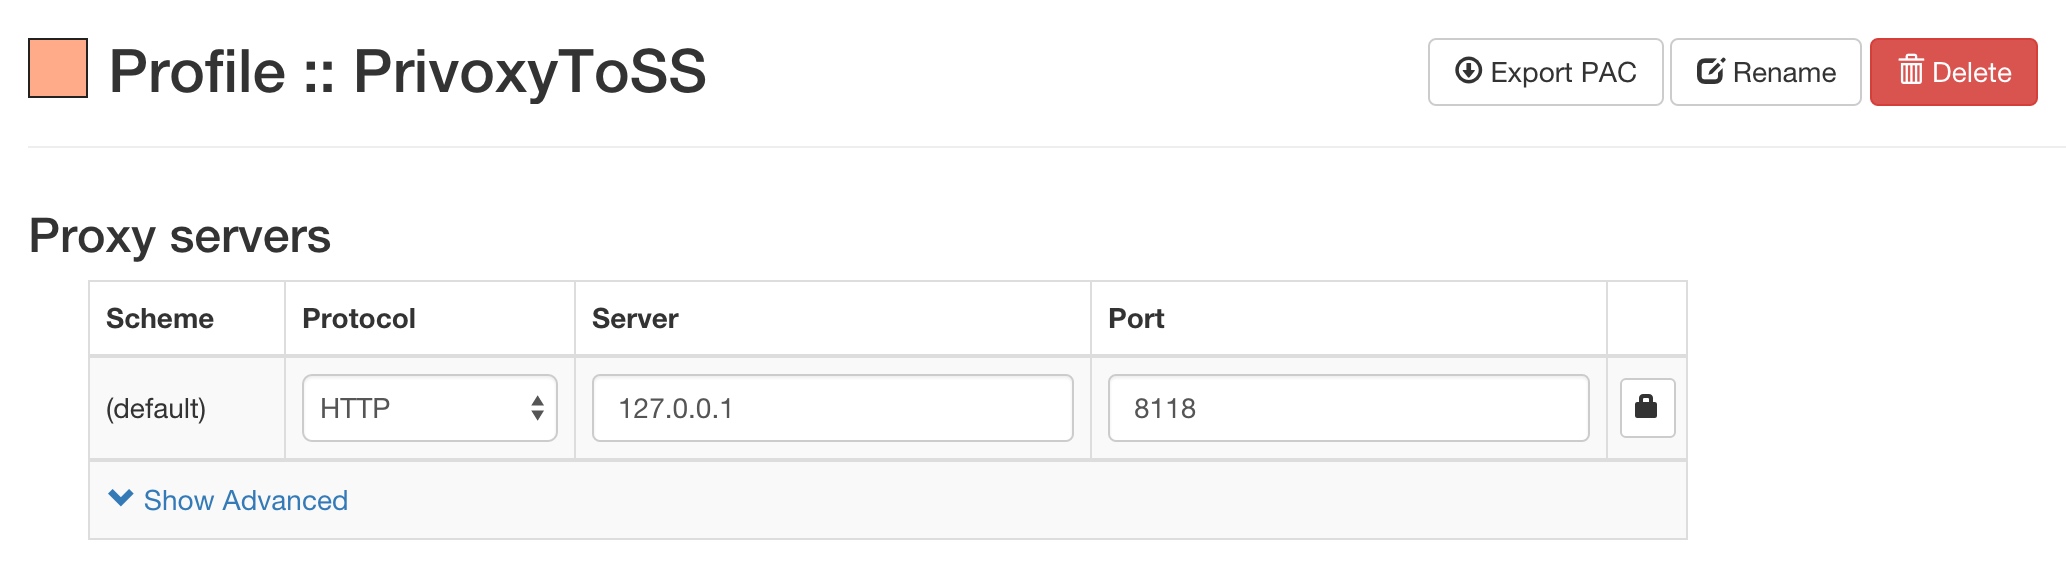 Profile :: PrivoxyToSS
Export PAC
Rename
Delete
Proxy servers
Scheme Protocol Server Port
(default) HTTP 127.0.0.1 8118
Show Advanced